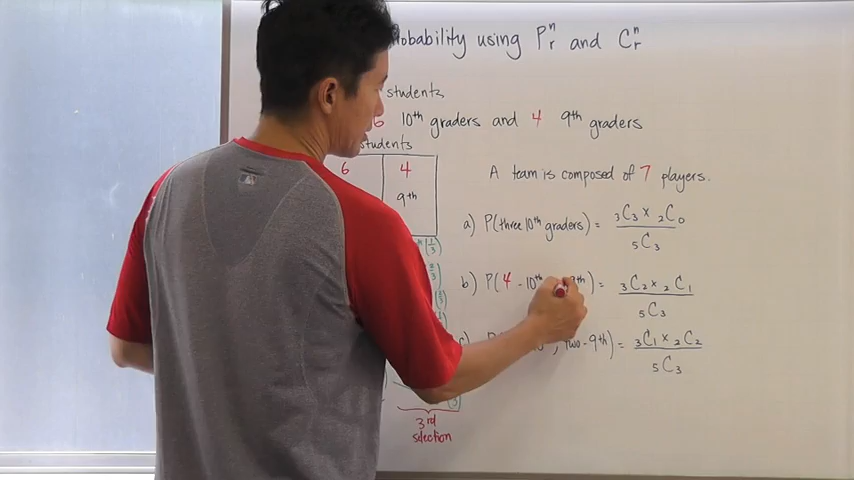 obability using Pⁿᵣ and Cⁿᵣ
students
6 10th graders and 4 9th graders
students
6 4
9th
A team is composed of 7 players.
a) P(three 10th graders) = ₃C₃ x ₂C₀ / ₅C₃
b) P(4 - 10th 9th) = ₃C₂ x ₂C₁ / ₅C₃
two - 9th) = ₃C₁ x ₂C₂ / ₅C₃
3rd
selection